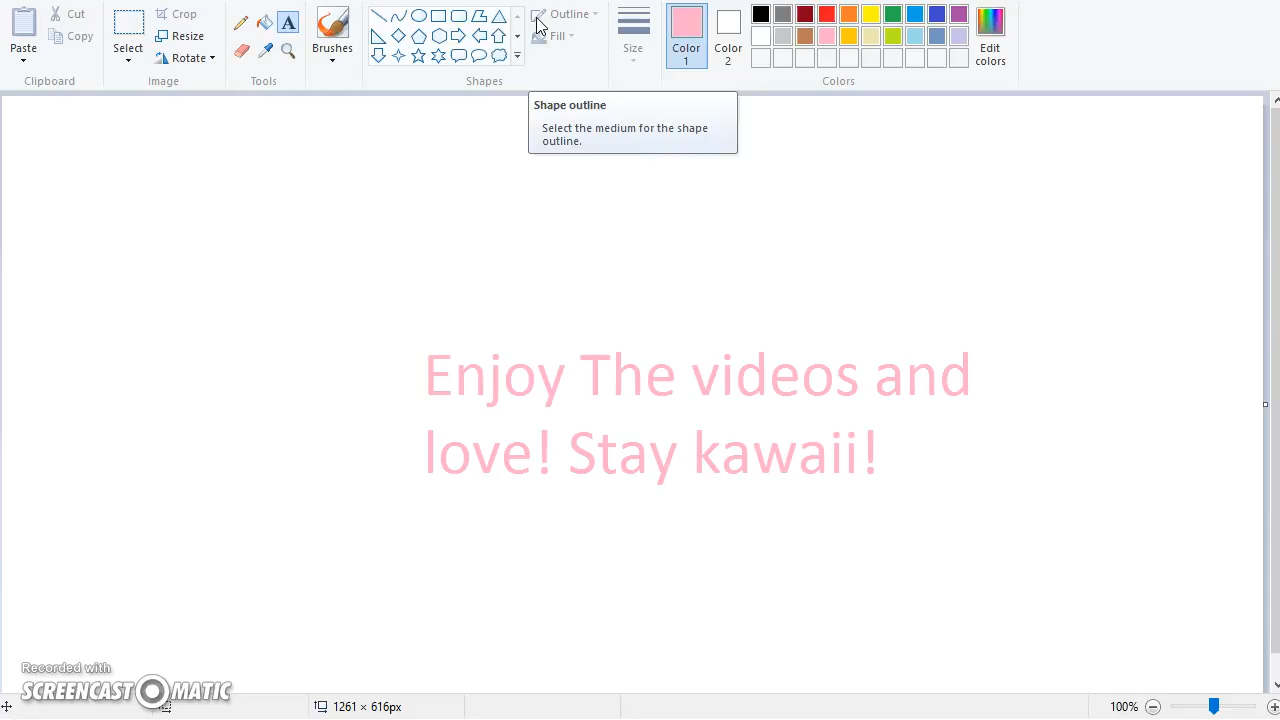 Paste
Clipboard
Cut
Copy
Select
Crop
Resize
Rotate
Image
A
Tools
Brushes
Shapes
Outline
Fill
Size
Color
1
Color
2
Edit
colors
Colors
Shape outline
Select the medium for the shape
outline.
Enjoy The videos and
love! Stay kawaii!
Recorded with
SCREENCAST-O-MATIC
1261 × 616px
100%